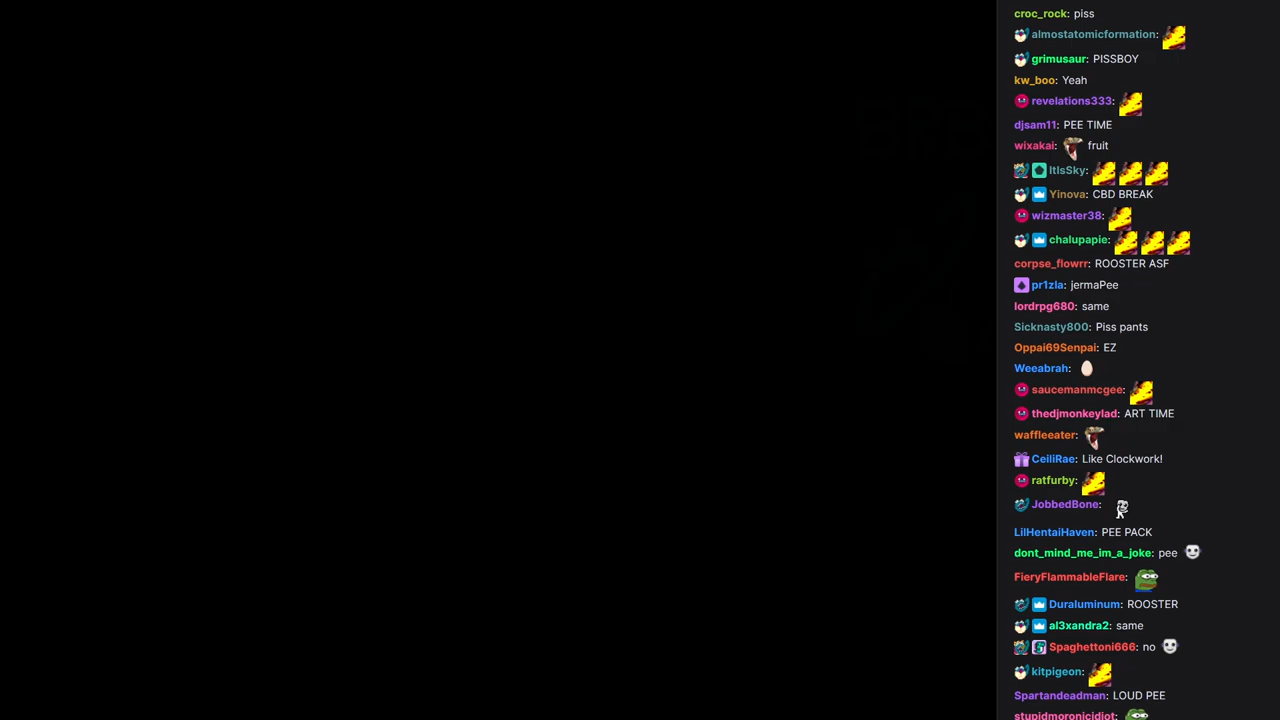 croc_rock: piss
almostatomicformation:
grimusaur: PISSBOY
kw_boo: Yeah
revelations333:
djsam11: PEE TIME
wixakai: fruit
ItIsSky:
Yinova: CBD BREAK
wizmaster38:
chalupapie:
corpse_flowrr: ROOSTER ASF
pr1zla: jermaPee
lordrpg680: same
Sicknasty800: Piss pants
Oppai69Senpai: EZ
Weeabrah:
saucemanmcgee:
thedjmonkeylad: ART TIME
waffleeater:
CeiliRae: Like Clockwork!
ratfurby:
JobbedBone:
LilHentaiHaven: PEE PACK
dont_mind_me_im_a_joke: pee
FieryFlammableFlare:
Duraluminum: ROOSTER
al3xandra2: same
Spaghettoni666: no
kitpigeon:
Spartandeadman: LOUD PEE
stupidmoronicidiot: